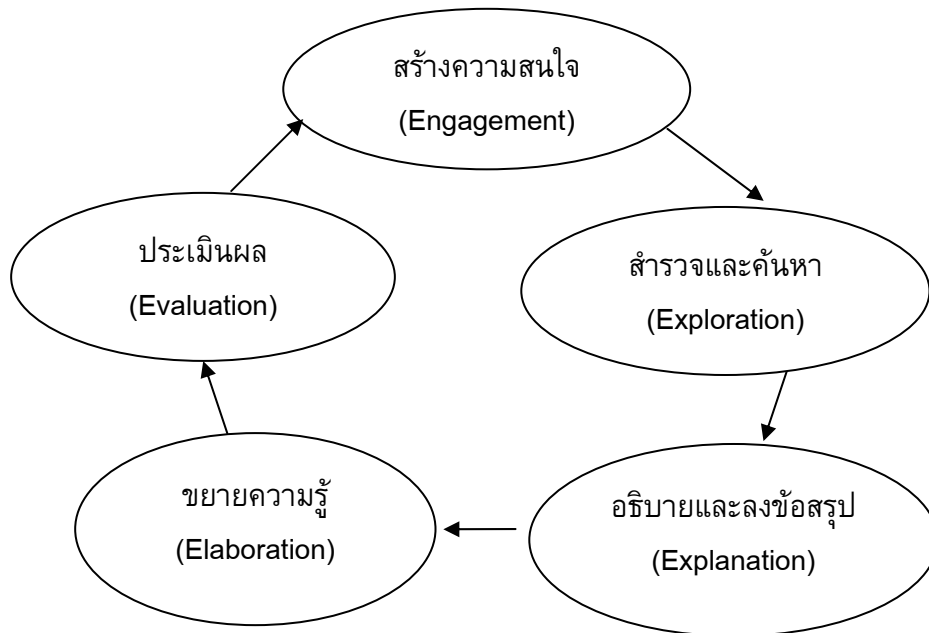 สร้างความสนใจ
(Engagement)
สำรวจและค้นหา
(Exploration)
อธิบายและลงข้อสรุป
(Explanation)
ขยายความรู้
(Elaboration)
ประเมินผล
(Evaluation)